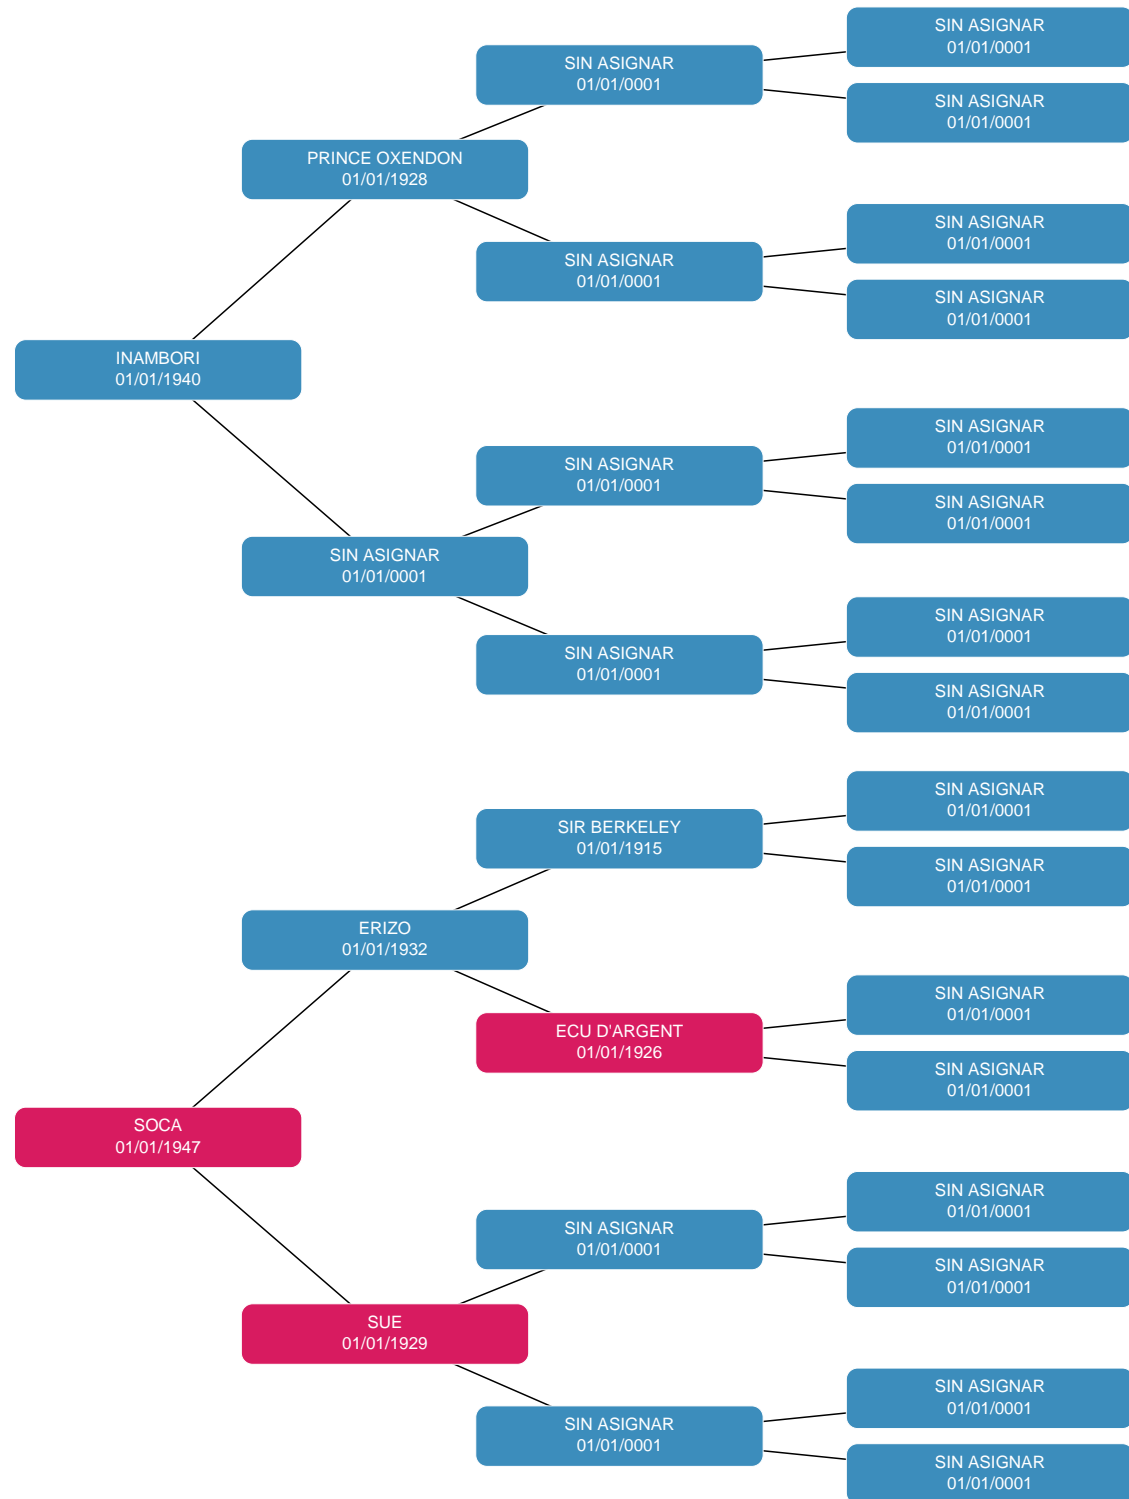 SIN ASIGNAR
01/01/0001
SIN ASIGNAR
01/01/0001
SIN ASIGNAR
01/01/0001
PRINCE OXENDON
01/01/1928
SIN ASIGNAR
01/01/0001
SIN ASIGNAR
01/01/0001
SIN ASIGNAR
01/01/0001
INAMBORI
01/01/1940
SIN ASIGNAR
01/01/0001
SIN ASIGNAR
01/01/0001
SIN ASIGNAR
01/01/0001
SIN ASIGNAR
01/01/0001
SIN ASIGNAR
01/01/0001
SIN ASIGNAR
01/01/0001
SIN ASIGNAR
01/01/0001
SIN ASIGNAR
01/01/0001
SIR BERKELEY
01/01/1915
SIN ASIGNAR
01/01/0001
ERIZO
01/01/1932
SIN ASIGNAR
01/01/0001
ECU D'ARGENT
01/01/1926
SIN ASIGNAR
01/01/0001
SOCA
01/01/1947
SIN ASIGNAR
01/01/0001
SIN ASIGNAR
01/01/0001
SIN ASIGNAR
01/01/0001
SUE
01/01/1929
SIN ASIGNAR
01/01/0001
SIN ASIGNAR
01/01/0001
SIN ASIGNAR
01/01/0001